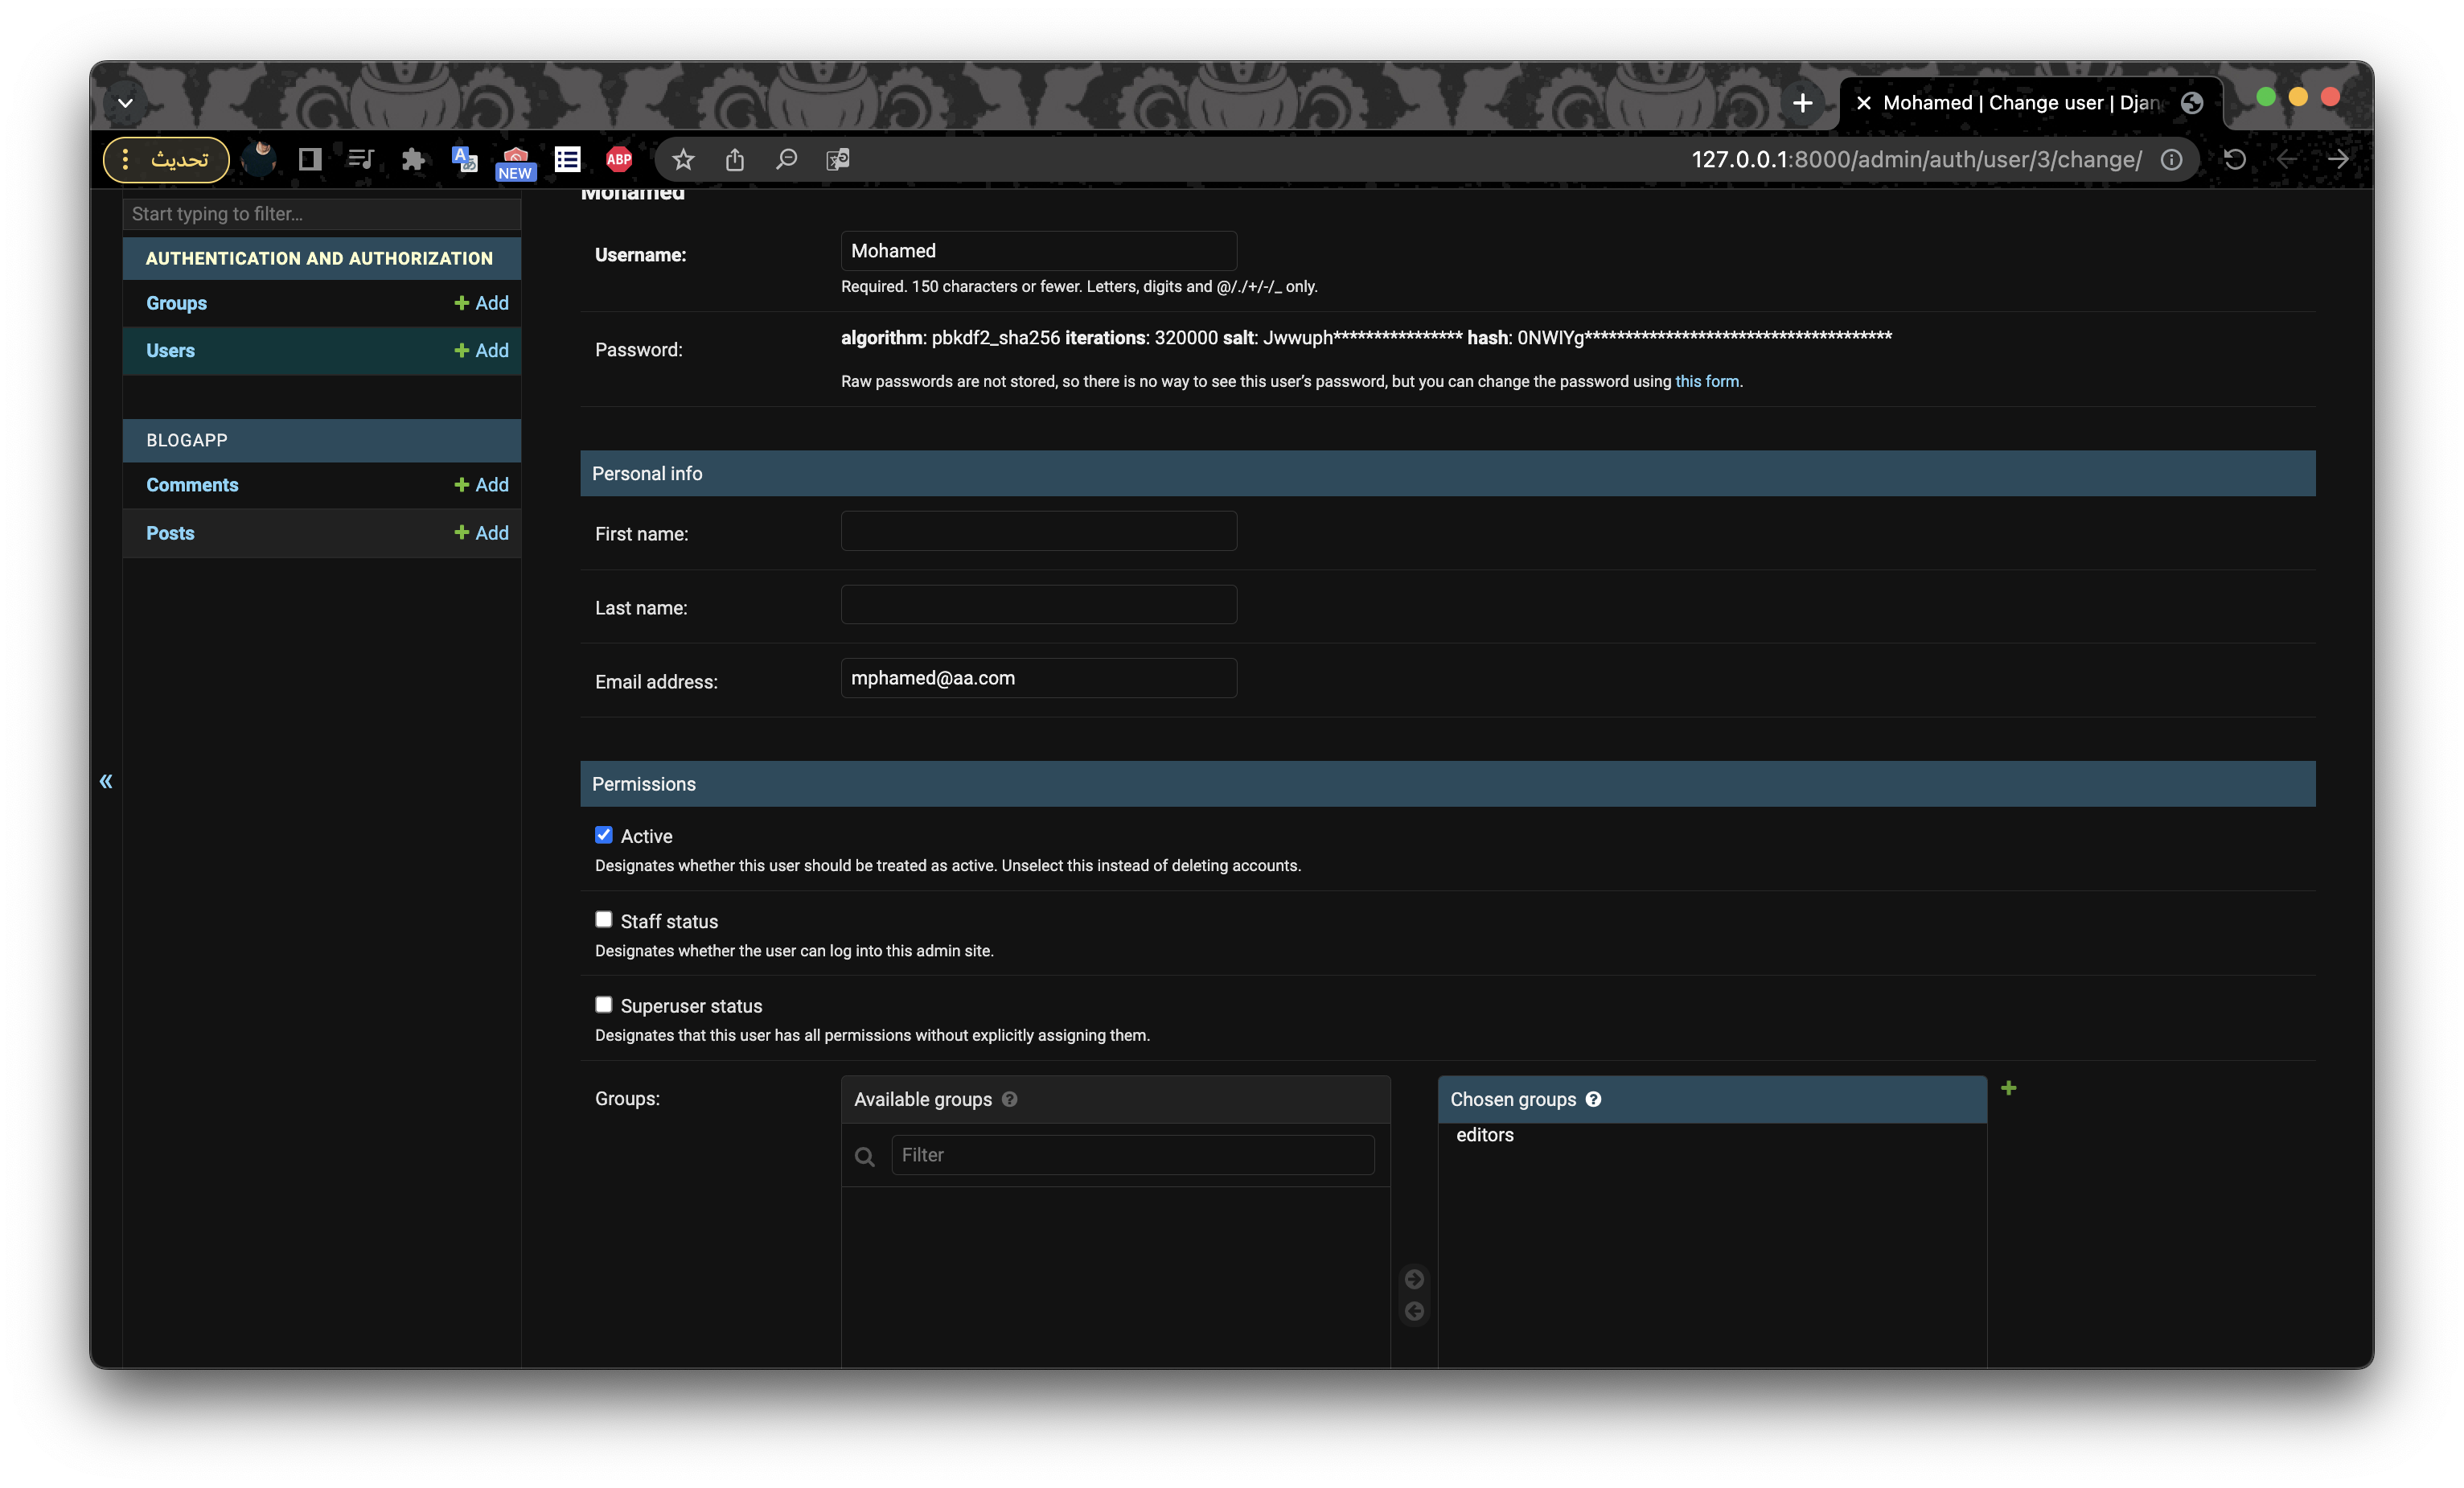 Mohamed | Change user | Djan
تحديث
NEW
ABP
127.0.0.1:8000/admin/auth/user/3/change/
Start typing to filter...
AUTHENTICATION AND AUTHORIZATION
Groups
Add
Users
Add
BLOGAPP
Comments
Add
Posts
Add
«
Mohamed
Username:
Mohamed
Required. 150 characters or fewer. Letters, digits and @/./+/-/_ only.
Password:
algorithm: pbkdf2_sha256 iterations: 320000 salt: Jwwuph**************** hash: 0NWIYg**************************************
Raw passwords are not stored, so there is no way to see this user’s password, but you can change the password using this form.
Personal info
First name:
Last name:
Email address:
mphamed@aa.com
Permissions
Active
Designates whether this user should be treated as active. Unselect this instead of deleting accounts.
Staff status
Designates whether the user can log into this admin site.
Superuser status
Designates that this user has all permissions without explicitly assigning them.
Groups:
Available groups
Filter
Chosen groups
editors